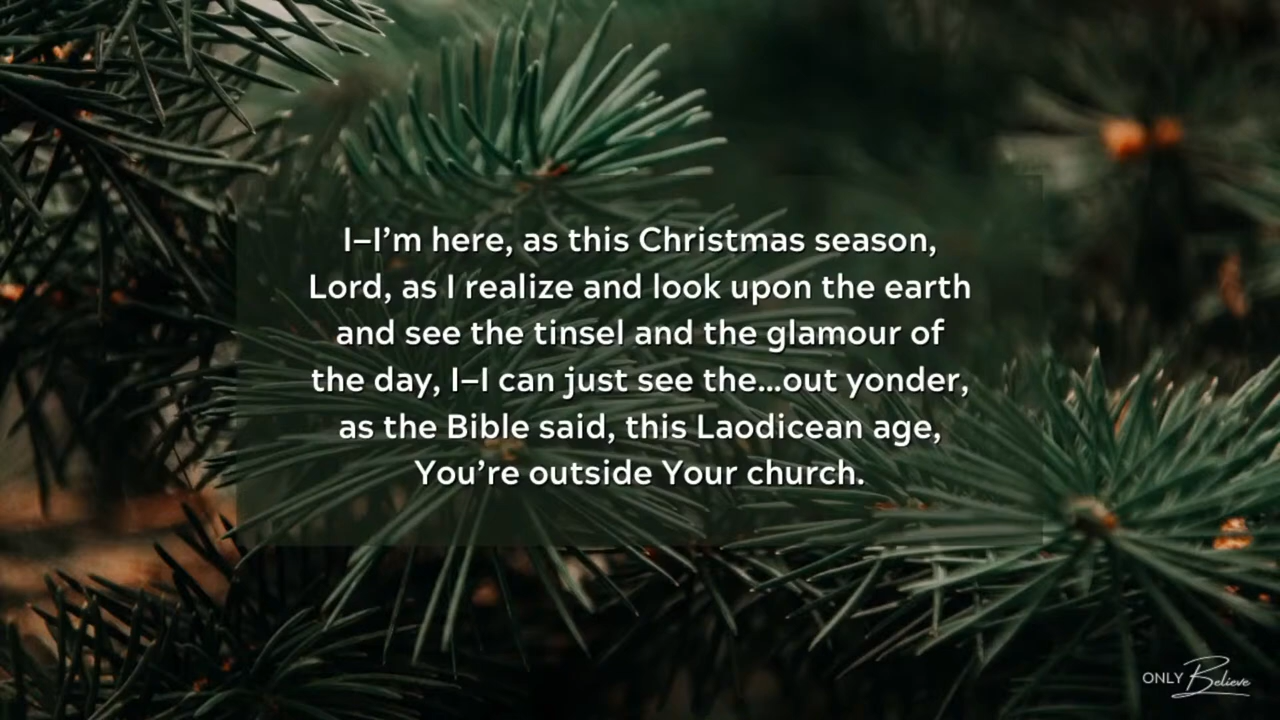 I–I’m here, as this Christmas season,
Lord, as I realize and look upon the earth
and see the tinsel and the glamour of
the day, I–I can just see the...out yonder,
as the Bible said, this Laodicean age,
You’re outside Your church.
ONLY Believe